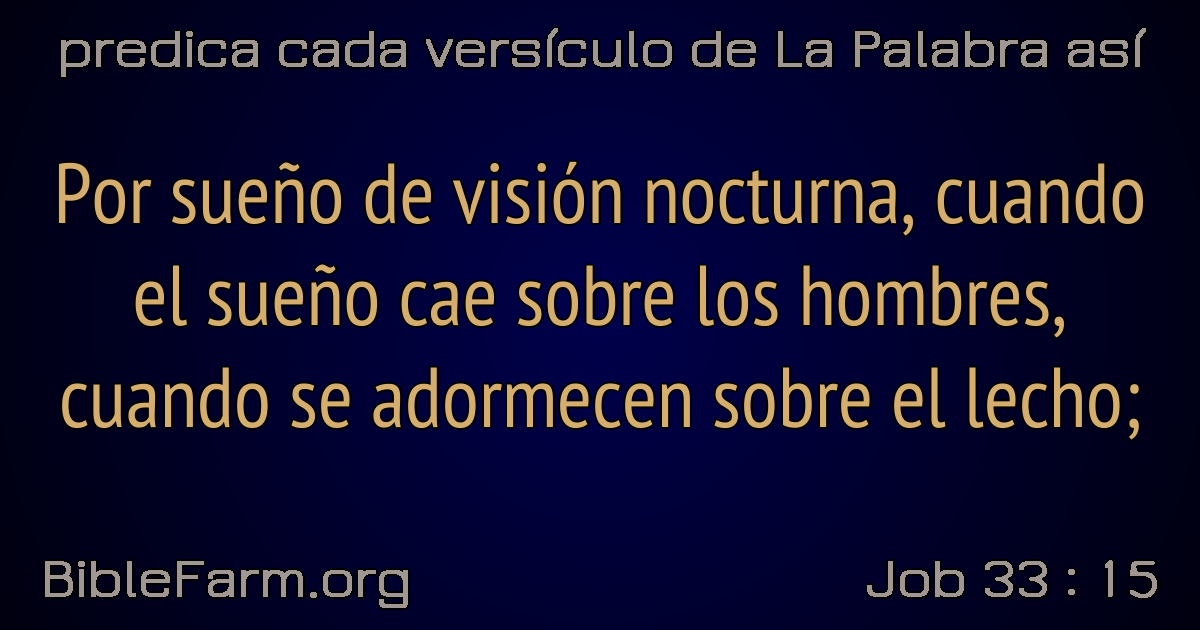 predica cada versículo de La Palabra así
Por sueño de visión nocturna, cuando
el sueño cae sobre los hombres,
cuando se adormecen sobre el lecho;
BibleFarm.org
Job 33 : 15